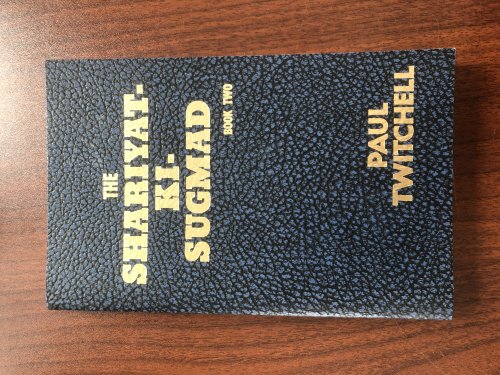 THE
SHARIYAT-
KI-
SUGMAD
BOOK TWO
PAUL
TWITCHELL